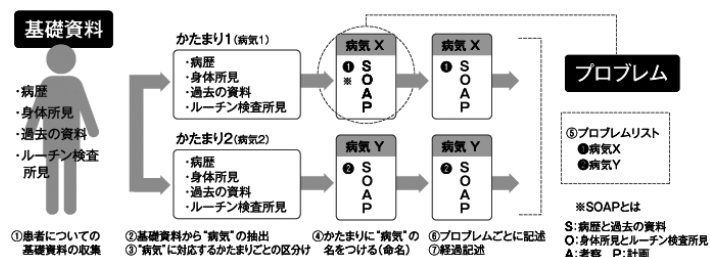 基礎資料
・病歴
・身体所見
・過去の資料
・ルーチン検査
所見
①患者についての
基礎資料の収集
かたまり1(病気1)
・病歴
・身体所見
・過去の資料
・ルーチン検査所見
かたまり2(病気2)
・病歴
・身体所見
・過去の資料
・ルーチン検査所見
②基礎資料から“病気”の抽出
③“病気”に対応するかたまりごとの区分け
病気 X
❶ S
※ O
A
P
病気 Y
❷ S
O
A
P
④かたまりに“病気”の
名をつける(命名)
病気 X
❶ S
O
A
P
病気 Y
❷ S
O
A
P
⑥プロブレムごとに記述
⑦経過記述
プロブレム
⑤プロブレムリスト
❶病気X
❷病気Y
※SOAPとは
S:病歴と過去の資料
O:身体所見とルーチン検査所見
A:考察 P:計画